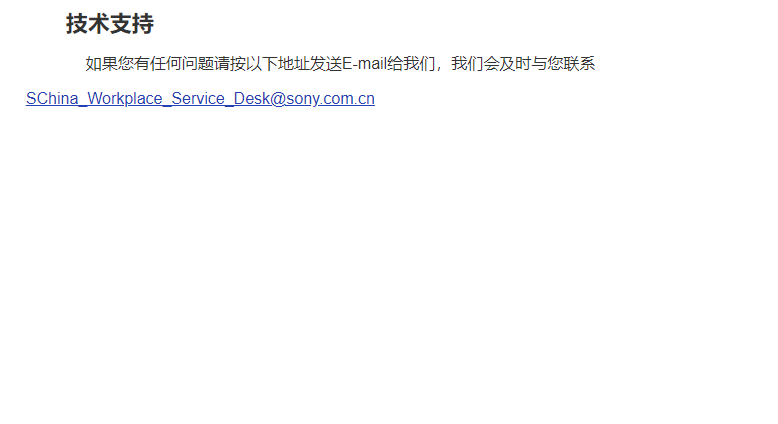 技术支持
如果您有任何问题请按以下地址发送E-mail给我们，我们会及时与您联系
SChina_Workplace_Service_Desk@sony.com.cn